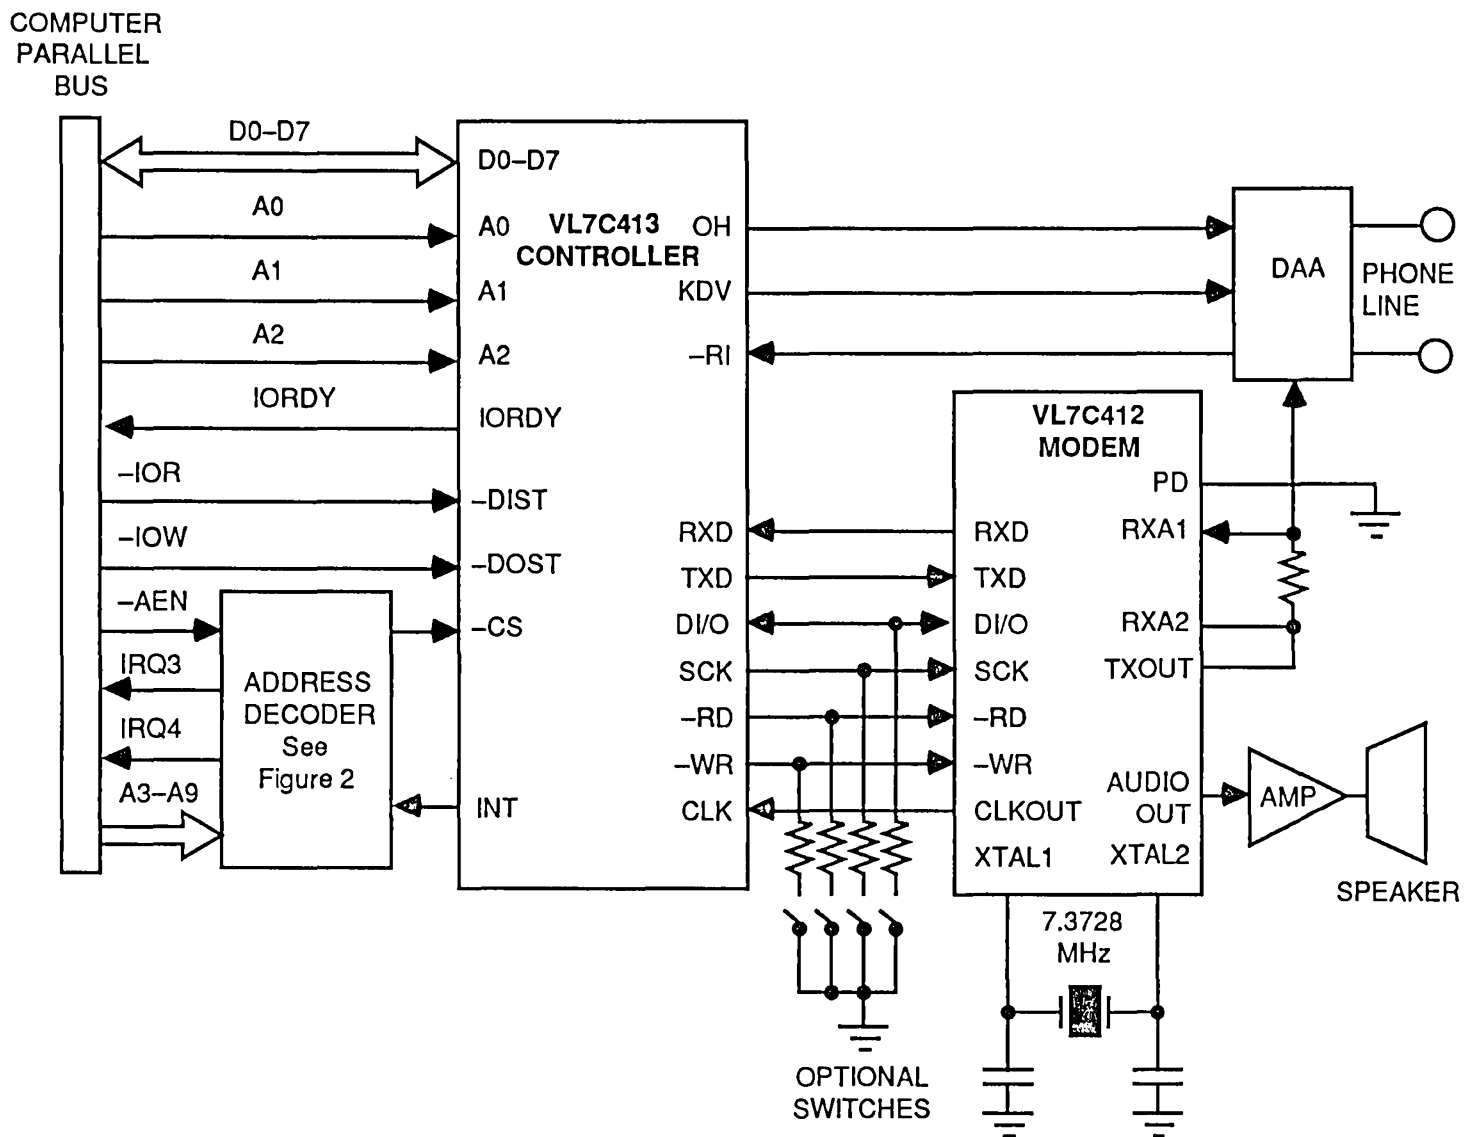 COMPUTER
PARALLEL
BUS
D0–D7
A0
A1
A2
IORDY
–IOR
–IOW
–AEN
IRQ3
IRQ4
A3–A9
ADDRESS
DECODER
See
Figure 2
D0–D7
A0
VL7C413
CONTROLLER
A1
A2
IORDY
–DIST
–DOST
–CS
INT
OH
KDV
–RI
RXD
TXD
DI/O
SCK
–RD
–WR
CLK
DAA
PHONE
LINE
VL7C412
MODEM
PD
RXA1
RXA2
TXOUT
AUDIO
OUT
XTAL2
RXD
TXD
DI/O
SCK
–RD
–WR
CLKOUT
XTAL1
AMP
SPEAKER
7.3728
MHz
OPTIONAL
SWITCHES